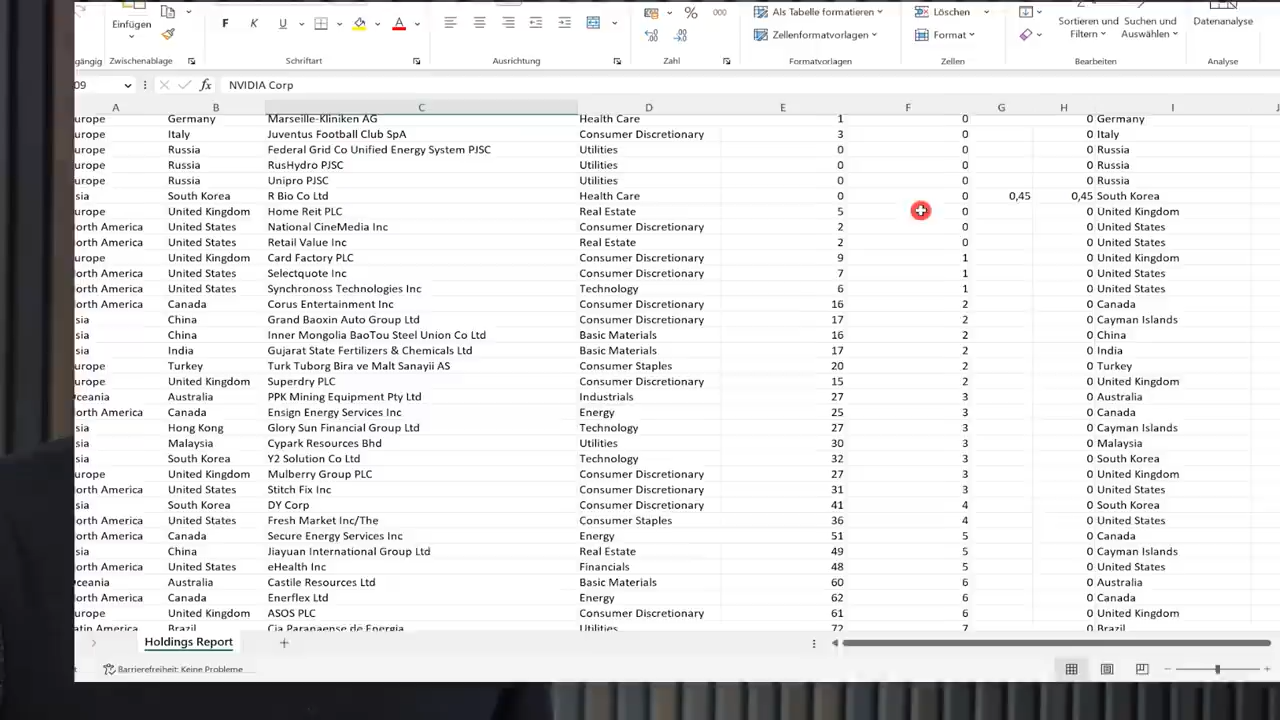 Einfügen
F K U A
% 000
Als Tabelle formatieren
Zellenformatvorlagen
Löschen
Format
Sortieren und Filtern
Suchen und Auswählen
Datenanalyse
gängig Zwischenablage Schriftart Ausrichtung Zahl Formatvorlagen Zellen Bearbeiten Analyse
09 fx NVIDIA Corp
A B C D E F G H I J
urope Germany Marseille-Kliniken AG Health Care 1 0 0 Germany
urope Italy Juventus Football Club SpA Consumer Discretionary 3 0 0 Italy
urope Russia Federal Grid Co Unified Energy System PJSC Utilities 0 0 0 Russia
urope Russia RusHydro PJSC Utilities 0 0 0 Russia
urope Russia Unipro PJSC Utilities 0 0 0 Russia
sia South Korea R Bio Co Ltd Health Care 0 0 0,45 0,45 South Korea
urope United Kingdom Home Reit PLC Real Estate 5 0 0 United Kingdom
orth America United States National CineMedia Inc Consumer Discretionary 2 0 0 United States
orth America United States Retail Value Inc Real Estate 2 0 0 United States
urope United Kingdom Card Factory PLC Consumer Discretionary 9 1 0 United Kingdom
orth America United States Selectquote Inc Consumer Discretionary 7 1 0 United States
orth America United States Synchronoss Technologies Inc Technology 6 1 0 United States
orth America Canada Corus Entertainment Inc Consumer Discretionary 16 2 0 Canada
sia China Grand Baoxin Auto Group Ltd Consumer Discretionary 17 2 0 Cayman Islands
sia China Inner Mongolia BaoTou Steel Union Co Ltd Basic Materials 16 2 0 China
sia India Gujarat State Fertilizers & Chemicals Ltd Basic Materials 17 2 0 India
urope Turkey Turk Tuborg Bira ve Malt Sanayii AS Consumer Staples 20 2 0 Turkey
urope United Kingdom Superdry PLC Consumer Discretionary 15 2 0 United Kingdom
ceania Australia PPK Mining Equipment Pty Ltd Industrials 27 3 0 Australia
orth America Canada Ensign Energy Services Inc Energy 25 3 0 Canada
sia Hong Kong Glory Sun Financial Group Ltd Technology 27 3 0 Cayman Islands
sia Malaysia Cypark Resources Bhd Utilities 30 3 0 Malaysia
sia South Korea Y2 Solution Co Ltd Technology 32 3 0 South Korea
urope United Kingdom Mulberry Group PLC Consumer Discretionary 27 3 0 United Kingdom
orth America United States Stitch Fix Inc Consumer Discretionary 31 3 0 United States
sia South Korea DY Corp Consumer Discretionary 41 4 0 South Korea
orth America United States Fresh Market Inc/The Consumer Staples 36 4 0 United States
orth America Canada Secure Energy Services Inc Energy 51 5 0 Canada
sia China Jiayuan International Group Ltd Real Estate 49 5 0 Cayman Islands
orth America United States eHealth Inc Financials 48 5 0 United States
ceania Australia Castile Resources Ltd Basic Materials 60 6 0 Australia
orth America Canada Enerflex Ltd Energy 62 6 0 Canada
urope United Kingdom ASOS PLC Consumer Discretionary 61 6 0 United Kingdom
atin America Brazil Cia Paranaense de Energia Utilities 72 7 0 Brazil
Holdings Report
Barrierefreiheit: Keine Probleme